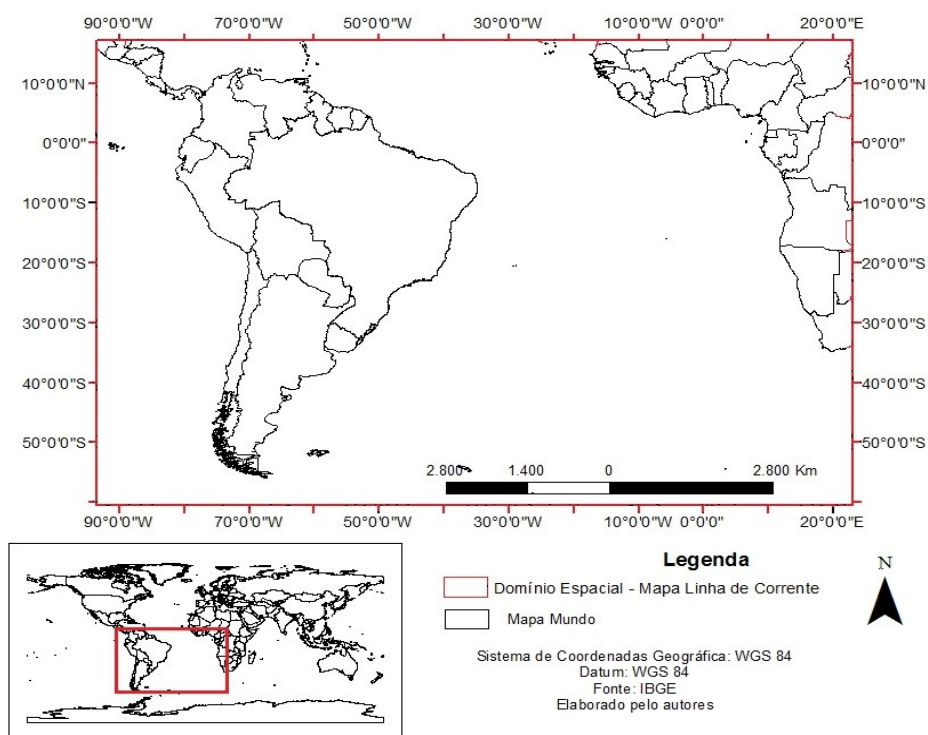 90°0'0"W 70°0'0"W 50°0'0"W 30°0'0"W 10°0'0"W 0°0'0" 20°0'0"E
10°0'0"N 10°0'0"N
0°0'0" 0°0'0"
10°0'0"S 10°0'0"S
20°0'0"S 20°0'0"S
30°0'0"S 30°0'0"S
40°0'0"S 40°0'0"S
50°0'0"S 50°0'0"S
2.800 1.400 0 2.800 Km
90°0'0"W 70°0'0"W 50°0'0"W 30°0'0"W 10°0'0"W 0°0'0" 20°0'0"E
Legenda
Domínio Espacial - Mapa Linha de Corrente
Mapa Mundo
N
Sistema de Coordenadas Geográfica: WGS 84
Datum: WGS 84
Fonte: IBGE
Elaborado pelo autores